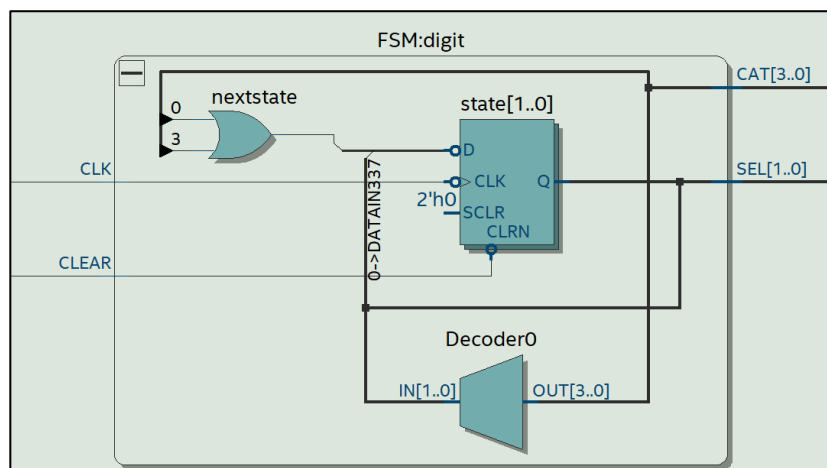 FSM:digit
CAT[3..0]
nextstate
state[1..0]
0
3
D
CLK
CLK
Q
SEL[1..0]
2'h0
SCLR
CLRN
0->DATAIN337
CLEAR
Decoder0
IN[1..0]
OUT[3..0]